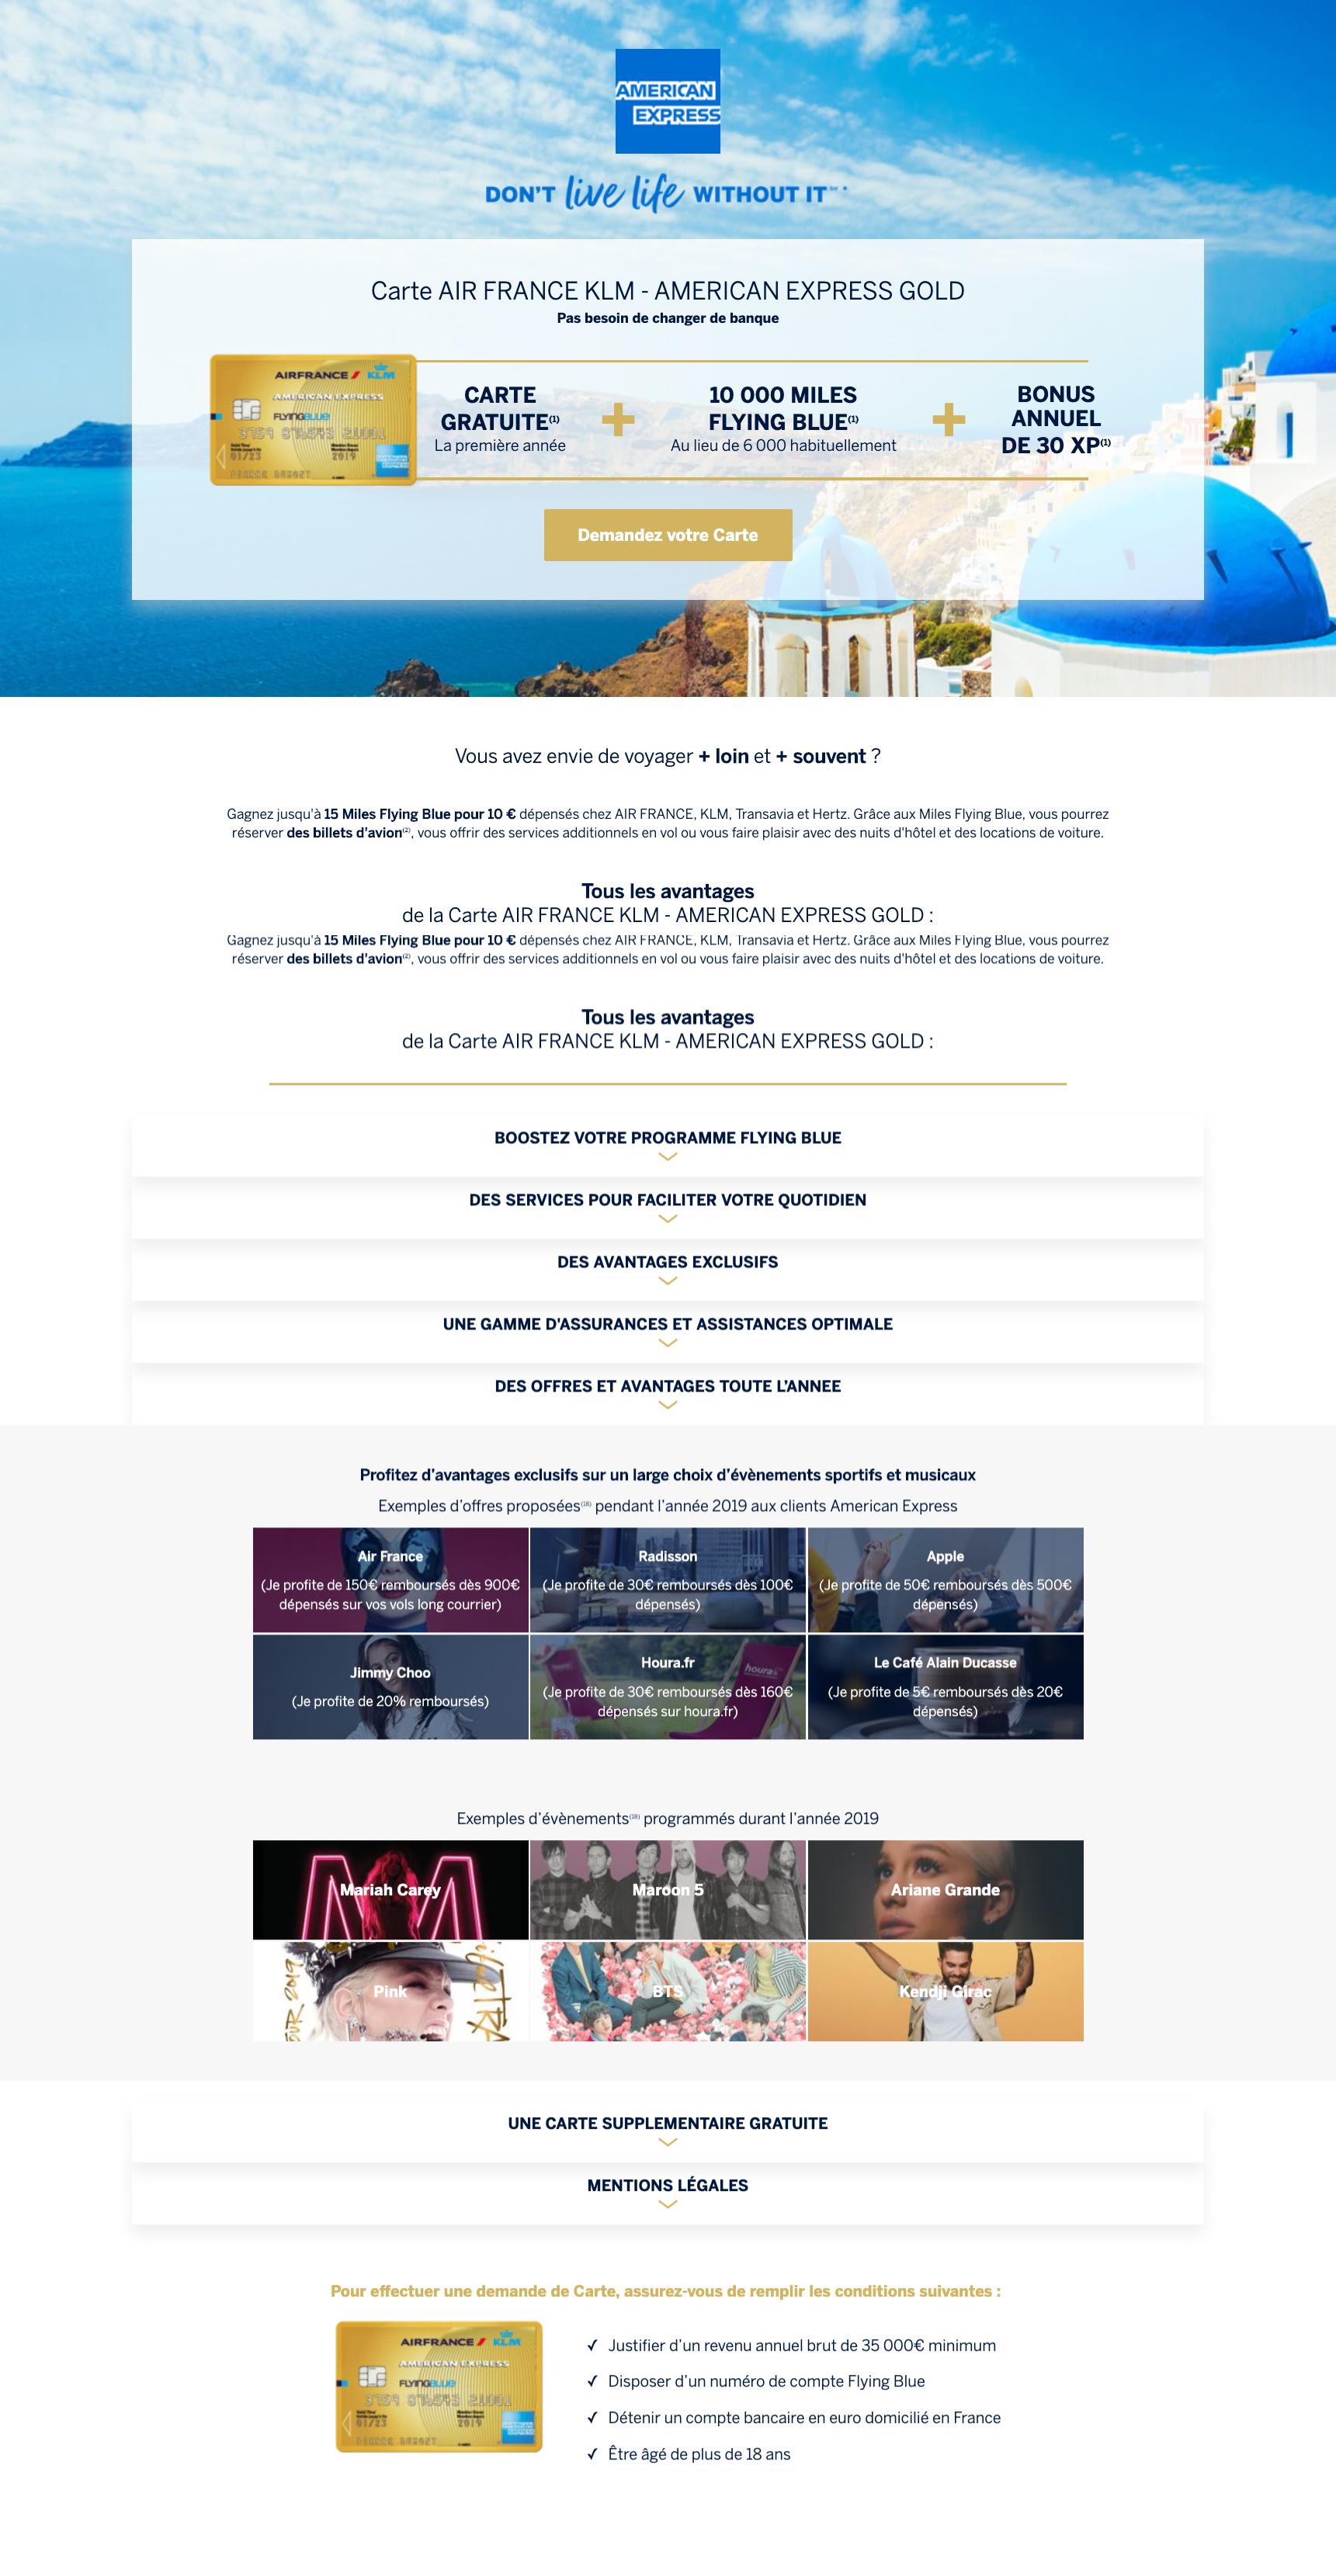 AMERICAN
EXPRESS
DON'T live life WITHOUT IT
Carte AIR FRANCE KLM - AMERICAN EXPRESS GOLD
Pas besoin de changer de banque
AIRFRANCE KLM
AMERICAN EXPRESS
FLYINGBLUE
3759 876543 21001
01/23 2019
CARTE
GRATUITE(1)
La première année
10 000 MILES
FLYING BLUE(1)
Au lieu de 6 000 habituellement
BONUS
ANNUEL
DE 30 XP(1)
Demandez votre Carte
Vous avez envie de voyager + loin et + souvent ?
Gagnez jusqu'à 15 Miles Flying Blue pour 10 € dépensés chez AIR FRANCE, KLM, Transavia et Hertz. Grâce aux Miles Flying Blue, vous pourrez
réserver des billets d'avion(2), vous offrir des services additionnels en vol ou vous faire plaisir avec des nuits d'hôtel et des locations de voiture.
Tous les avantages
de la Carte AIR FRANCE KLM - AMERICAN EXPRESS GOLD :
Gagnez jusqu'à 15 Miles Flying Blue pour 10 € dépensés chez AIR FRANCE, KLM, Transavia et Hertz. Grâce aux Miles Flying Blue, vous pourrez
réserver des billets d'avion(2), vous offrir des services additionnels en vol ou vous faire plaisir avec des nuits d'hôtel et des locations de voiture.
Tous les avantages
de la Carte AIR FRANCE KLM - AMERICAN EXPRESS GOLD :
BOOSTEZ VOTRE PROGRAMME FLYING BLUE
DES SERVICES POUR FACILITER VOTRE QUOTIDIEN
DES AVANTAGES EXCLUSIFS
UNE GAMME D'ASSURANCES ET ASSISTANCES OPTIMALE
DES OFFRES ET AVANTAGES TOUTE L'ANNEE
Profitez d'avantages exclusifs sur un large choix d'évènements sportifs et musicaux
Exemples d'offres proposées(18) pendant l'année 2019 aux clients American Express
Air France
(Je profite de 150€ remboursés dès 900€
dépensés sur vos vols long courrier)
Radisson
(Je profite de 30€ remboursés dès 100€
dépensés)
Apple
(Je profite de 50€ remboursés dès 500€
dépensés)
Jimmy Choo
(Je profite de 20% remboursés)
Houra.fr
houra
(Je profite de 30€ remboursés dès 160€
dépensés sur houra.fr)
Le Café Alain Ducasse
(Je profite de 5€ remboursés dès 20€
dépensés)
Exemples d'évènements(18) programmés durant l'année 2019
Mariah Carey
Maroon 5
Ariane Grande
Pink
BTS
Kendji Girac
UNE CARTE SUPPLEMENTAIRE GRATUITE
MENTIONS LÉGALES
Pour effectuer une demande de Carte, assurez-vous de remplir les conditions suivantes :
AIRFRANCE KLM
AMERICAN EXPRESS
FLYINGBLUE
3759 876543 21001
01/23 2019
✓ Justifier d'un revenu annuel brut de 35 000€ minimum
✓ Disposer d'un numéro de compte Flying Blue
✓ Détenir un compte bancaire en euro domicilié en France
✓ Être âgé de plus de 18 ans